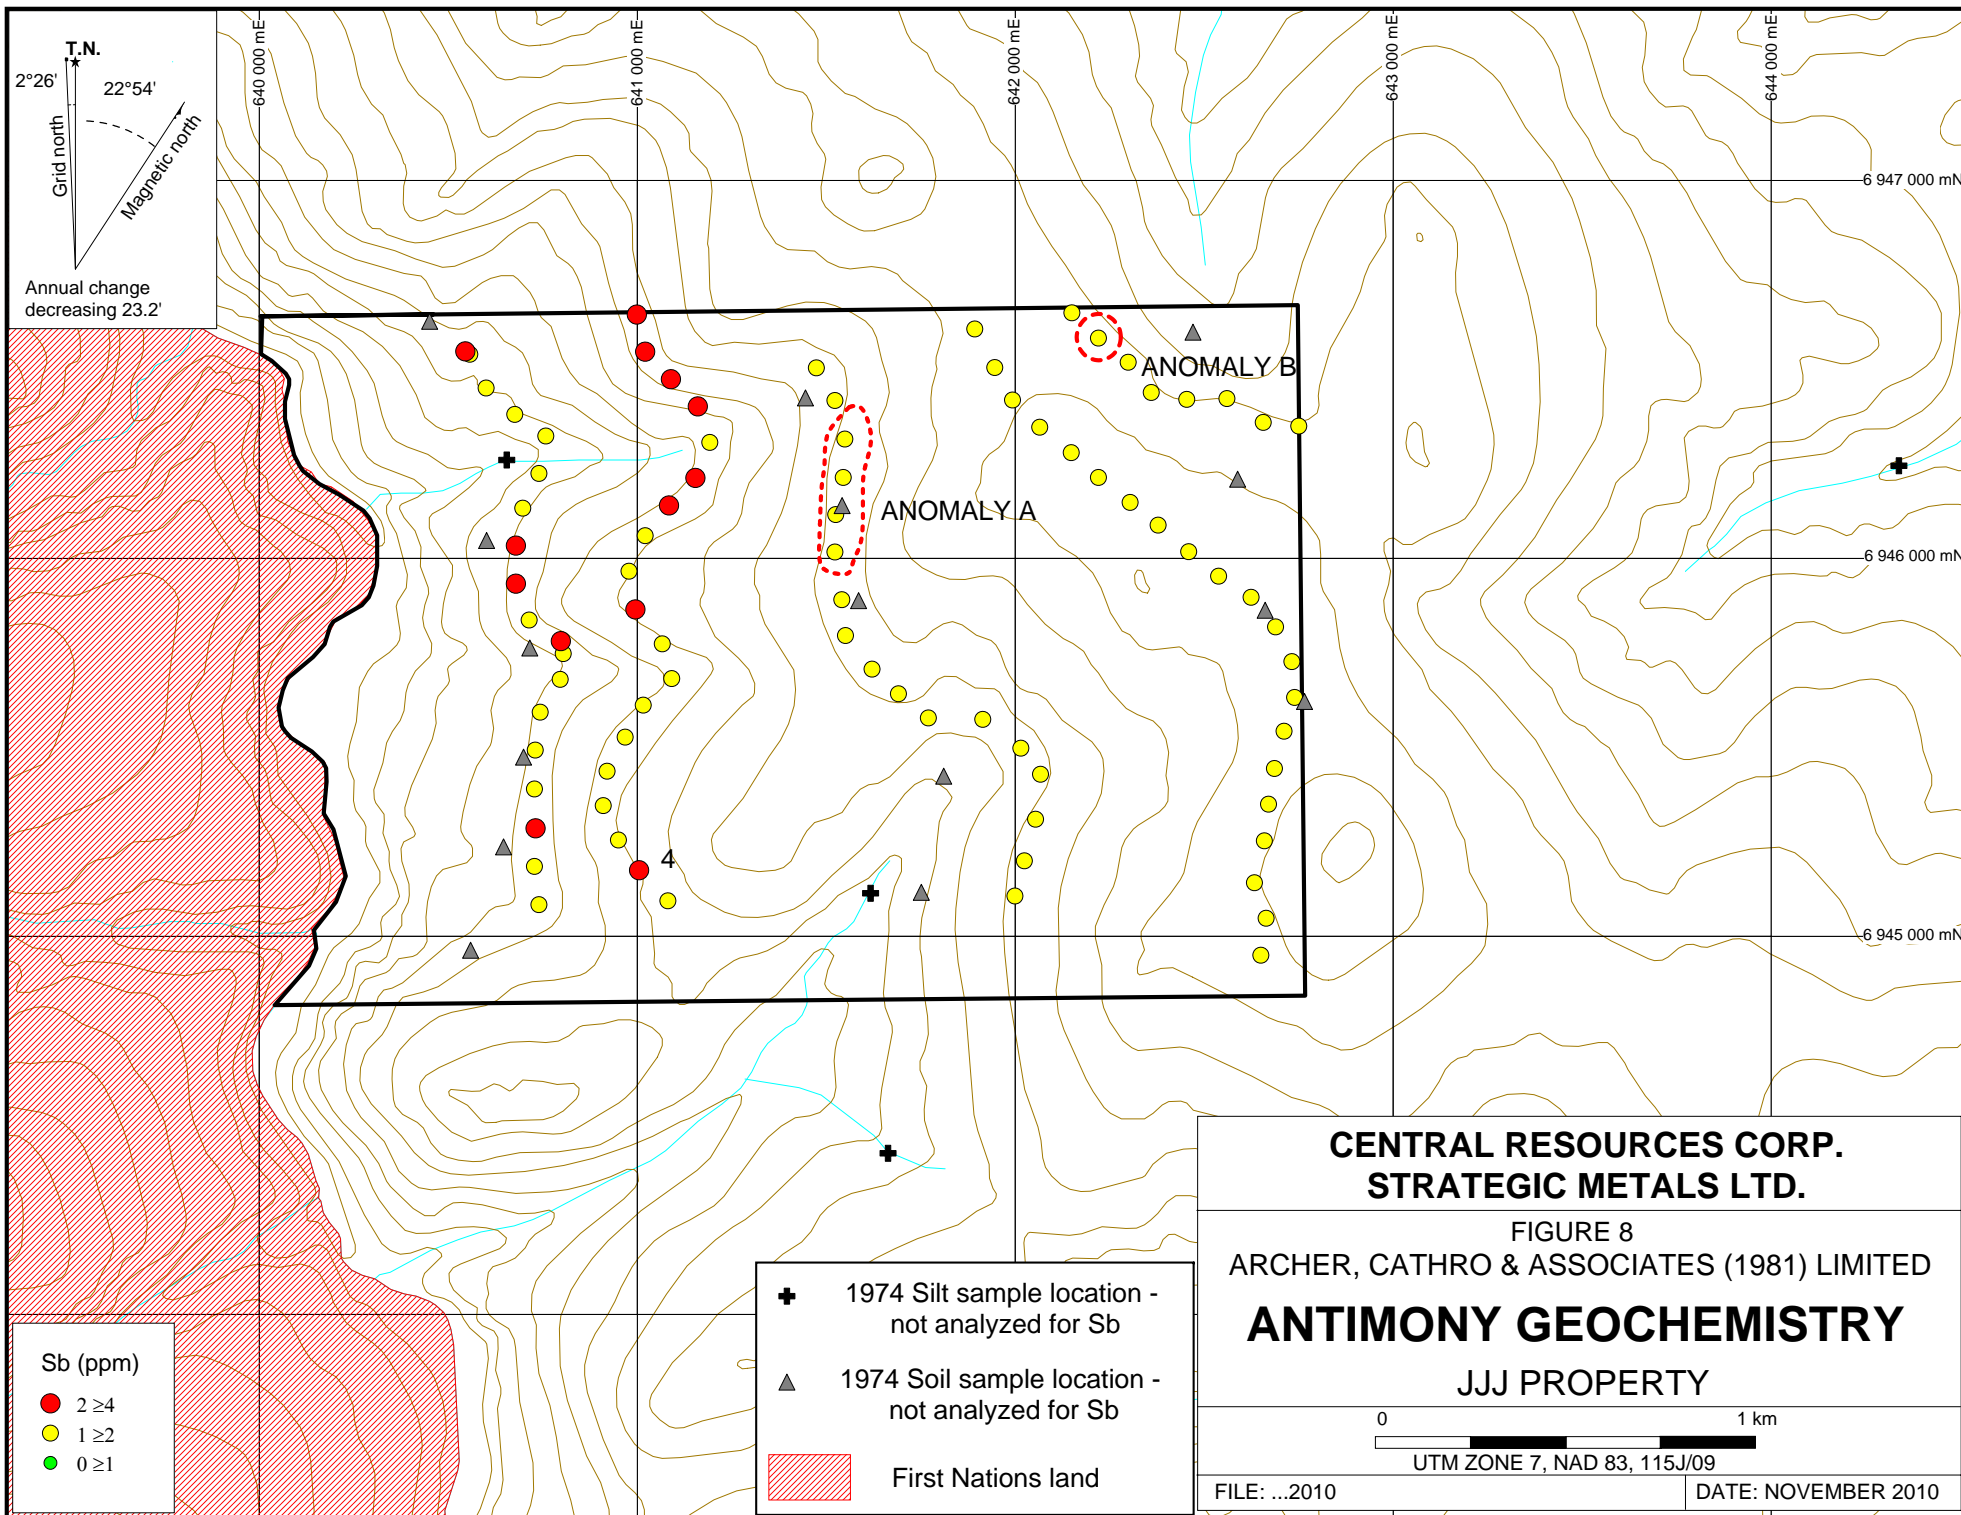 640 000 mE
641 000 mE
642 000 mE
643 000 mE
644 000 mE
T.N.
2°26'
22°54'
Grid north
Magnetic north
Annual change
decreasing 23.2'
6 947 000 mN
ANOMALY B
ANOMALY A
6 946 000 mN
4
6 945 000 mN
CENTRAL RESOURCES CORP.
STRATEGIC METALS LTD.
FIGURE 8
ARCHER, CATHRO & ASSOCIATES (1981) LIMITED
ANTIMONY GEOCHEMISTRY
JJJ PROPERTY
0 1 km
UTM ZONE 7, NAD 83, 115J/09
FILE: ...2010
DATE: NOVEMBER 2010
1974 Silt sample location -
not analyzed for Sb
1974 Soil sample location -
not analyzed for Sb
First Nations land
Sb (ppm)
2 ≥4
1 ≥2
0 ≥1